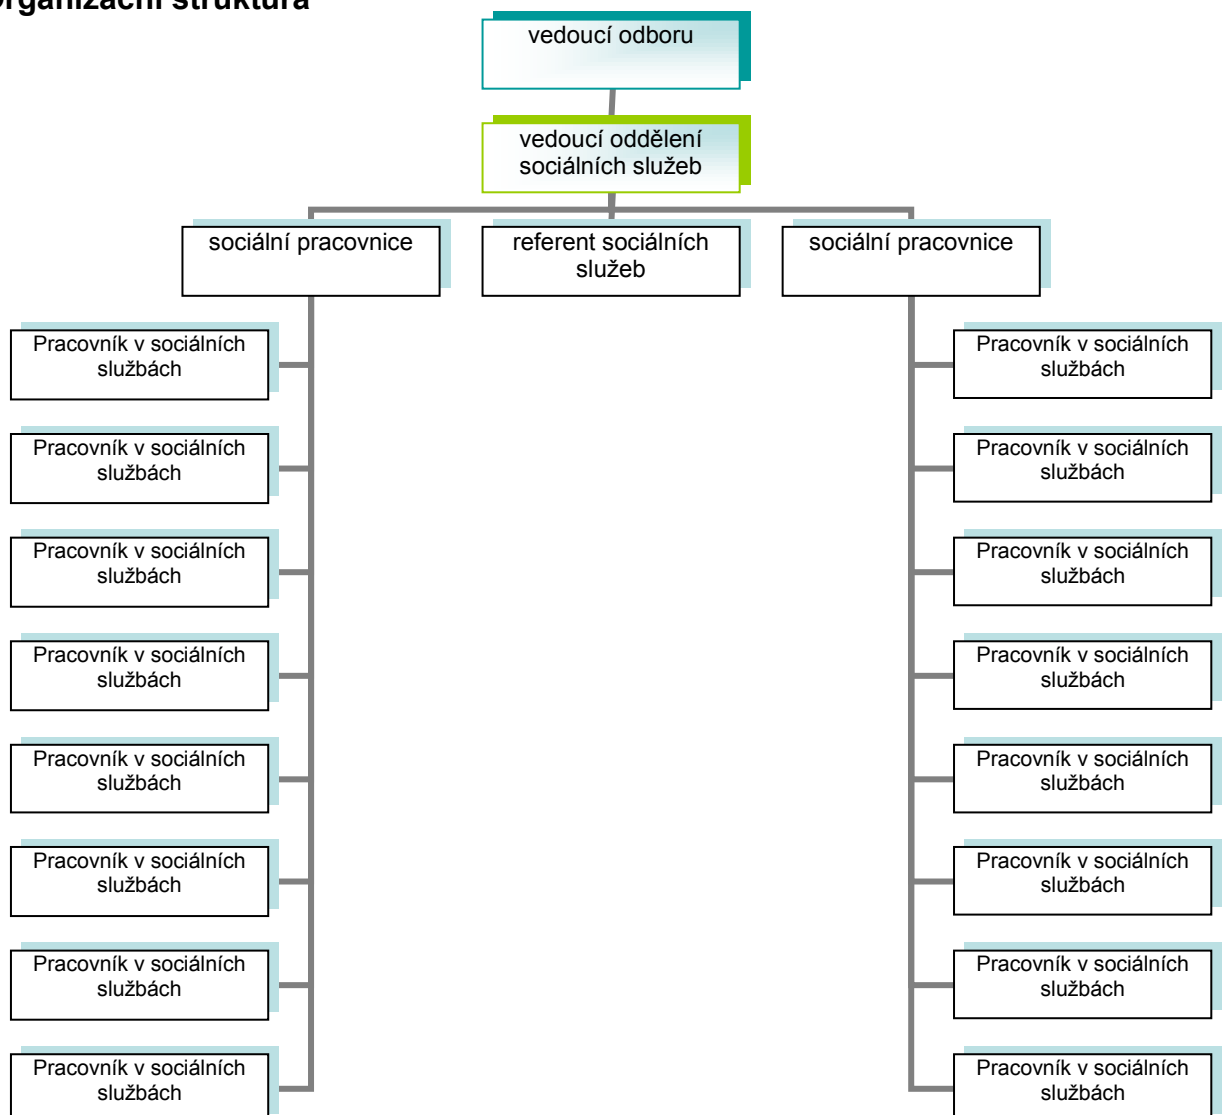 Organizační struktura
vedoucí odboru
vedoucí oddělení
sociálních služeb
sociální pracovnice
referent sociálních
služeb
sociální pracovnice
Pracovník v sociálních
službách
Pracovník v sociálních
službách
Pracovník v sociálních
službách
Pracovník v sociálních
službách
Pracovník v sociálních
službách
Pracovník v sociálních
službách
Pracovník v sociálních
službách
Pracovník v sociálních
službách
Pracovník v sociálních
službách
Pracovník v sociálních
službách
Pracovník v sociálních
službách
Pracovník v sociálních
službách
Pracovník v sociálních
službách
Pracovník v sociálních
službách
Pracovník v sociálních
službách
Pracovník v sociálních
službách